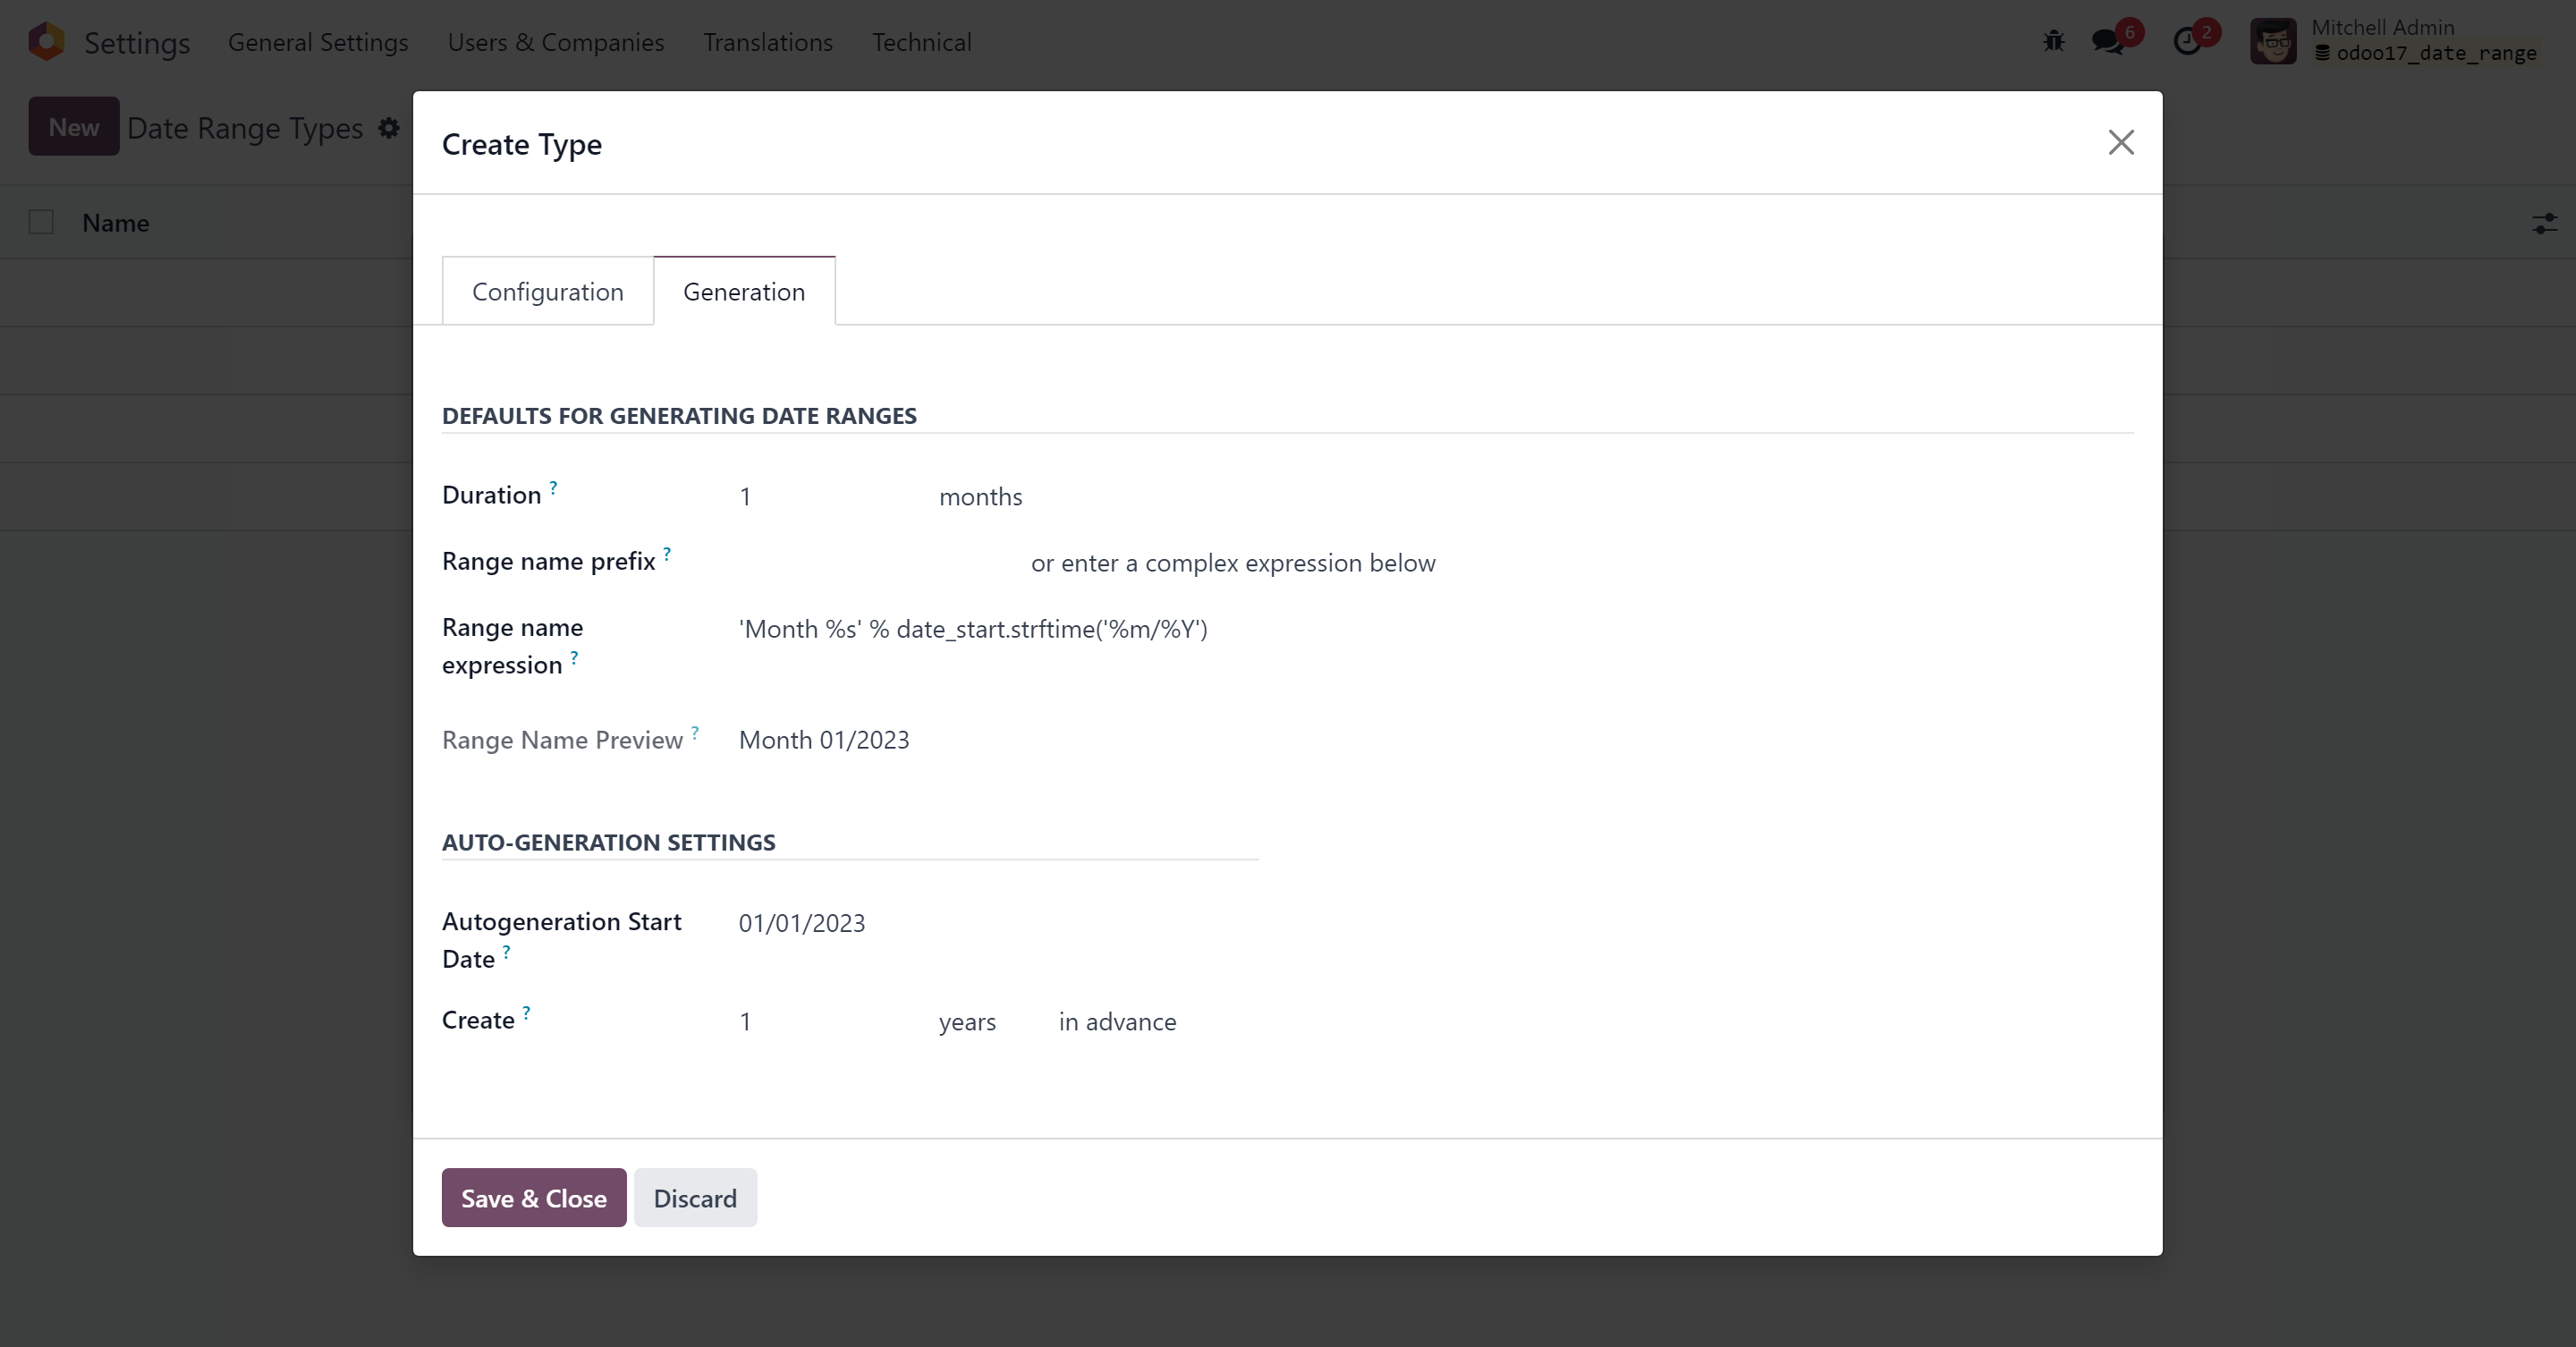 Settings General Settings Users & Companies Translations Technical 6 2 Mitchell Admin
odoo17_date_range
New Date Range Types
Name
Create Type
Configuration Generation
DEFAULTS FOR GENERATING DATE RANGES
Duration ? 1 months
Range name prefix ? or enter a complex expression below
Range name 'Month %s' % date_start.strftime('%m/%Y')
expression ?
Range Name Preview ? Month 01/2023
AUTO-GENERATION SETTINGS
Autogeneration Start 01/01/2023
Date ?
Create ? 1 years in advance
Save & Close Discard